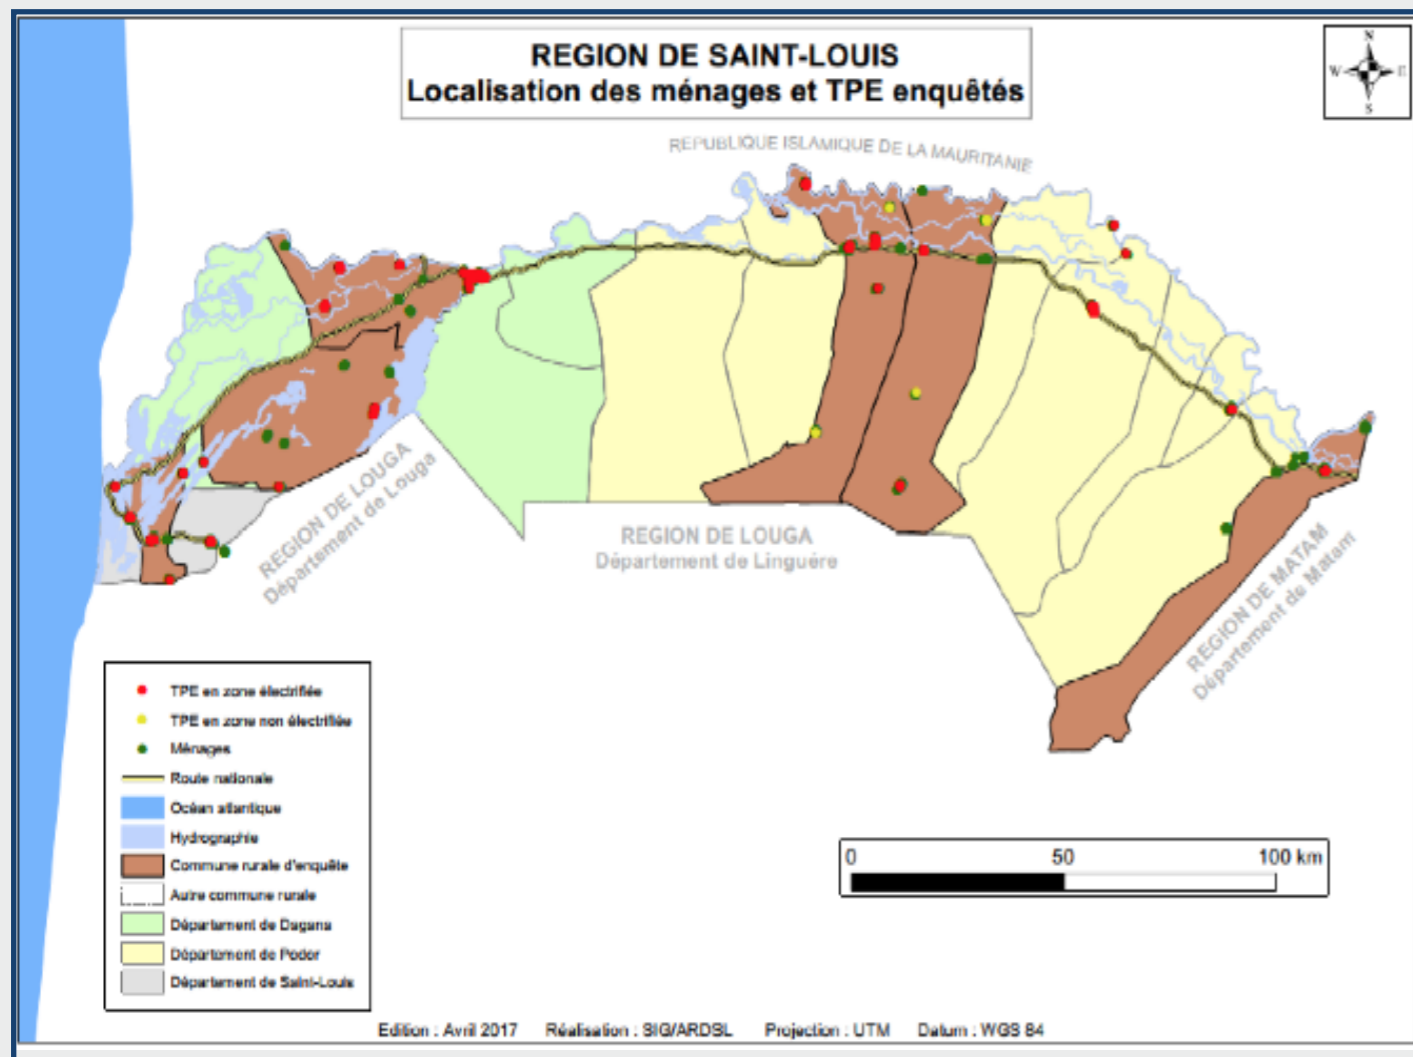 REGION DE SAINT-LOUIS
Localisation des ménages et TPE enquêtés
N
W E
S
REPUBLIQUE ISLAMIQUE DE LA MAURITANIE
REGION DE LOUGA
Département de Louga
REGION DE LOUGA
Département de Linguère
REGION DE MATAM
Département de Matam
TPE en zone électrifiée
TPE en zone non électrifiée
Ménages
Route nationale
Océan atlantique
Hydrographie
Commune rurale d'enquête
Autre commune rurale
Département de Dagana
Département de Podor
Département de Saint-Louis
0 50 100 km
Edition : Avril 2017 Réalisation : SIG/ARDSL Projection : UTM Datum : WGS 84